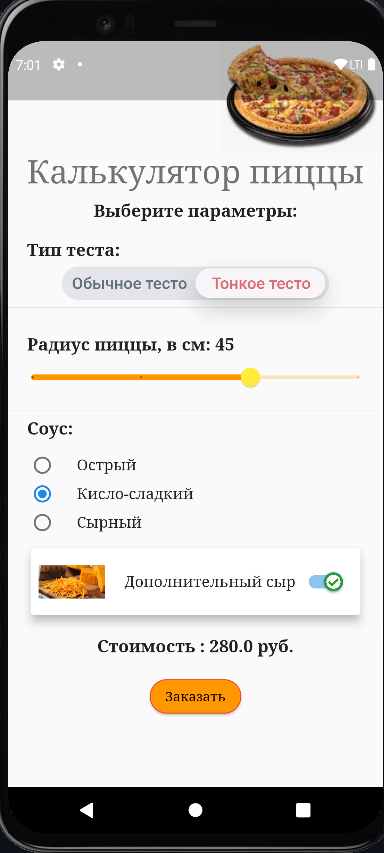 7:01 LTE
Калькулятор пиццы
Выберите параметры:
Тип теста:
Обычное тесто Тонкое тесто
Радиус пиццы, в см: 45
Соус:
Острый
Кисло-сладкий
Сырный
Дополнительный сыр
Стоимость : 280.0 руб.
Заказать